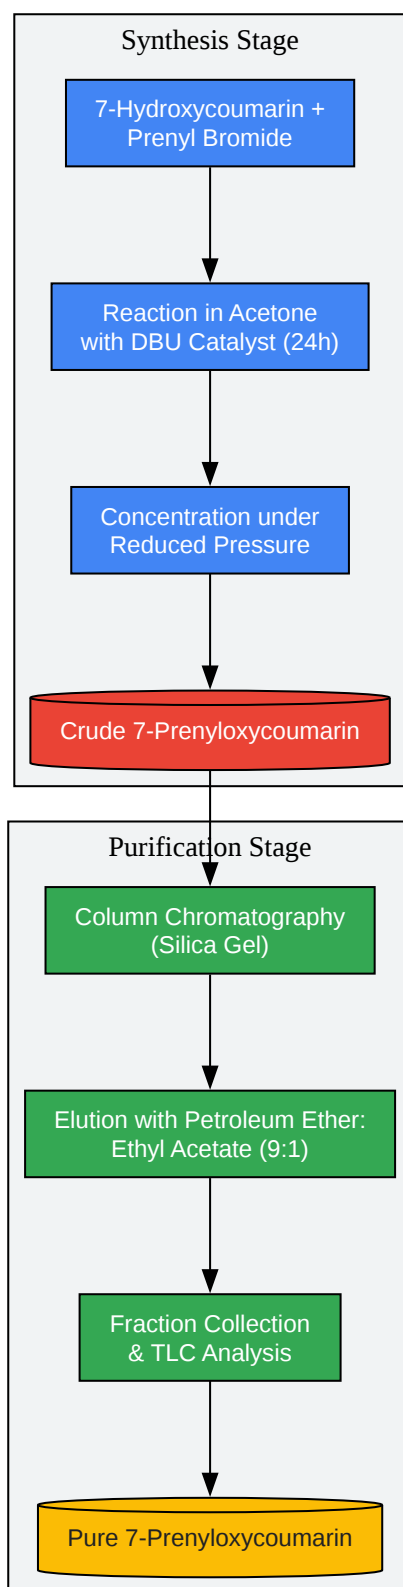 Synthesis Stage
7-Hydroxycoumarin +
Prenyl Bromide
Reaction in Acetone
with DBU Catalyst (24h)
Concentration under
Reduced Pressure
Crude 7-Prenyloxycoumarin
Purification Stage
Column Chromatography
(Silica Gel)
Elution with Petroleum Ether:
Ethyl Acetate (9:1)
Fraction Collection
& TLC Analysis
Pure 7-Prenyloxycoumarin